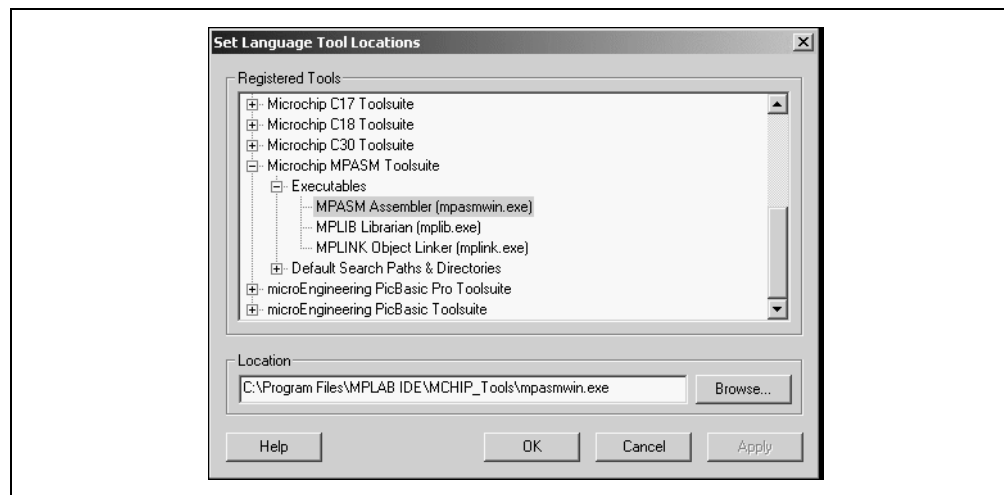 Set Language Tool Locations
Registered Tools
Microchip C17 Toolsuite
Microchip C18 Toolsuite
Microchip C30 Toolsuite
Microchip MPASM Toolsuite
Executables
MPASM Assembler (mpasmwin.exe)
MPLIB Librarian (mplib.exe)
MPLINK Object Linker (mplink.exe)
Default Search Paths & Directories
microEngineering PicBasic Pro Toolsuite
microEngineering PicBasic Toolsuite
Location
C:\Program Files\MPLAB IDE\MCHIP_Tools\mpasmwin.exe
Browse...
Help
OK
Cancel
Apply